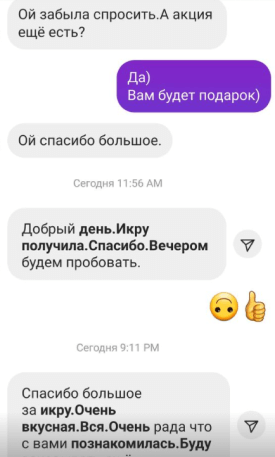 Ой забыла спросить.А акция
ещё есть?
Да)
Вам будет подарок)
Ой спасибо большое.
Сегодня 11:56 AM
Добрый день.Икру
получила.Спасибо.Вечером
будем пробовать.
Сегодня 9:11 PM
Спасибо большое
за икру.Очень
вкусная.Вся.Очень рада что
с вами познакомилась.Буду